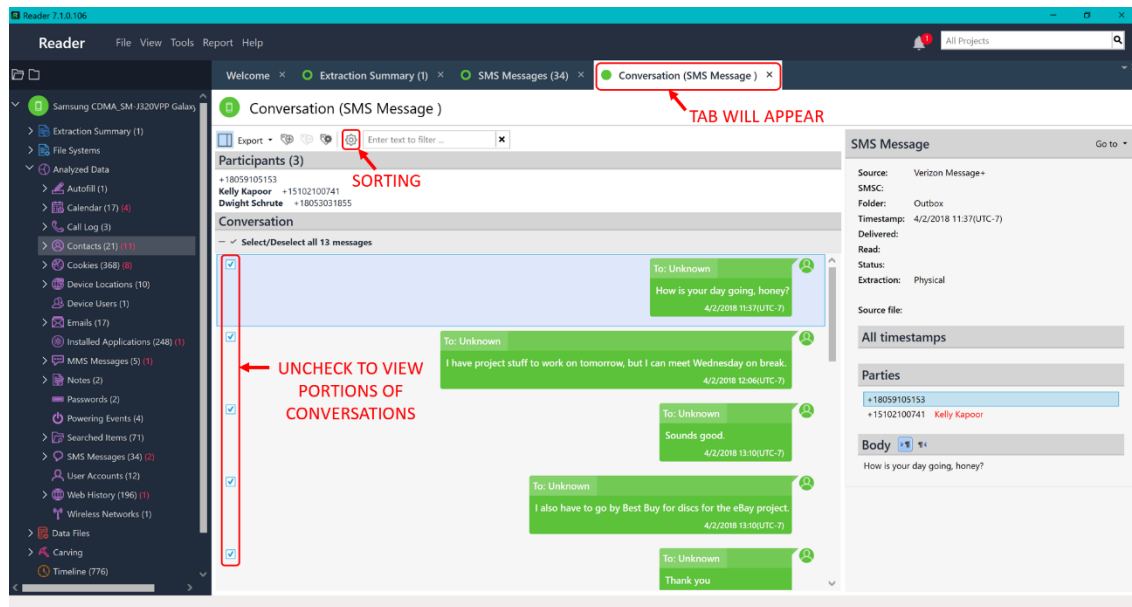 Reader 7.1.0.106
Reader File View Tools Report Help
1
All Projects
Welcome × Extraction Summary (1) × SMS Messages (34) × Conversation (SMS Message ) ×
TAB WILL APPEAR
Samsung CDMA_SM-J320VPP Galaxy
Extraction Summary (1)
File Systems
Analyzed Data
Autofill (1)
Calendar (17) (4)
Call Log (3)
Contacts (21) (11)
Cookies (368) (8)
Device Locations (10)
Device Users (1)
Emails (17)
Installed Applications (248) (1)
MMS Messages (5) (1)
Notes (2)
Passwords (2)
Powering Events (4)
Searched Items (71)
SMS Messages (34) (2)
User Accounts (12)
Web History (196) (1)
Wireless Networks (1)
Data Files
Carving
Timeline (776)
Conversation (SMS Message )
Export
Enter text to filter ...
SORTING
Participants (3)
+18059105153
Kelly Kapoor +15102100741
Dwight Schrute +18053031855
Conversation
Select/Deselect all 13 messages
To: Unknown
How is your day going, honey?
4/2/2018 11:37(UTC-7)
To: Unknown
I have project stuff to work on tomorrow, but I can meet Wednesday on break.
4/2/2018 12:06(UTC-7)
UNCHECK TO VIEW
PORTIONS OF
CONVERSATIONS
To: Unknown
Sounds good.
4/2/2018 13:10(UTC-7)
To: Unknown
I also have to go by Best Buy for discs for the eBay project.
4/2/2018 13:10(UTC-7)
To: Unknown
Thank you
SMS Message Go to
Source: Verizon Message+
SMSC:
Folder: Outbox
Timestamp: 4/2/2018 11:37(UTC-7)
Delivered:
Read:
Status:
Extraction: Physical
Source file:
All timestamps
Parties
+18059105153
+15102100741 Kelly Kapoor
Body
How is your day going, honey?